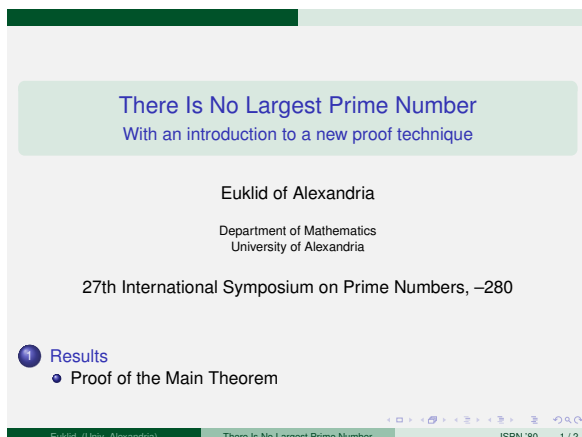 There Is No Largest Prime Number
With an introduction to a new proof technique
Euklid of Alexandria
Department of Mathematics
University of Alexandria
27th International Symposium on Prime Numbers, –280
1 Results
Proof of the Main Theorem
Euklid (Univ. Alexandria) There Is No Largest Prime Number ISPN '80 1 / 2